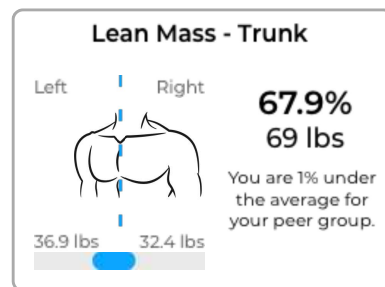 Lean Mass - Trunk
Left Right
67.9%
69 lbs
You are 1% under
the average for
your peer group.
36.9 lbs 32.4 lbs